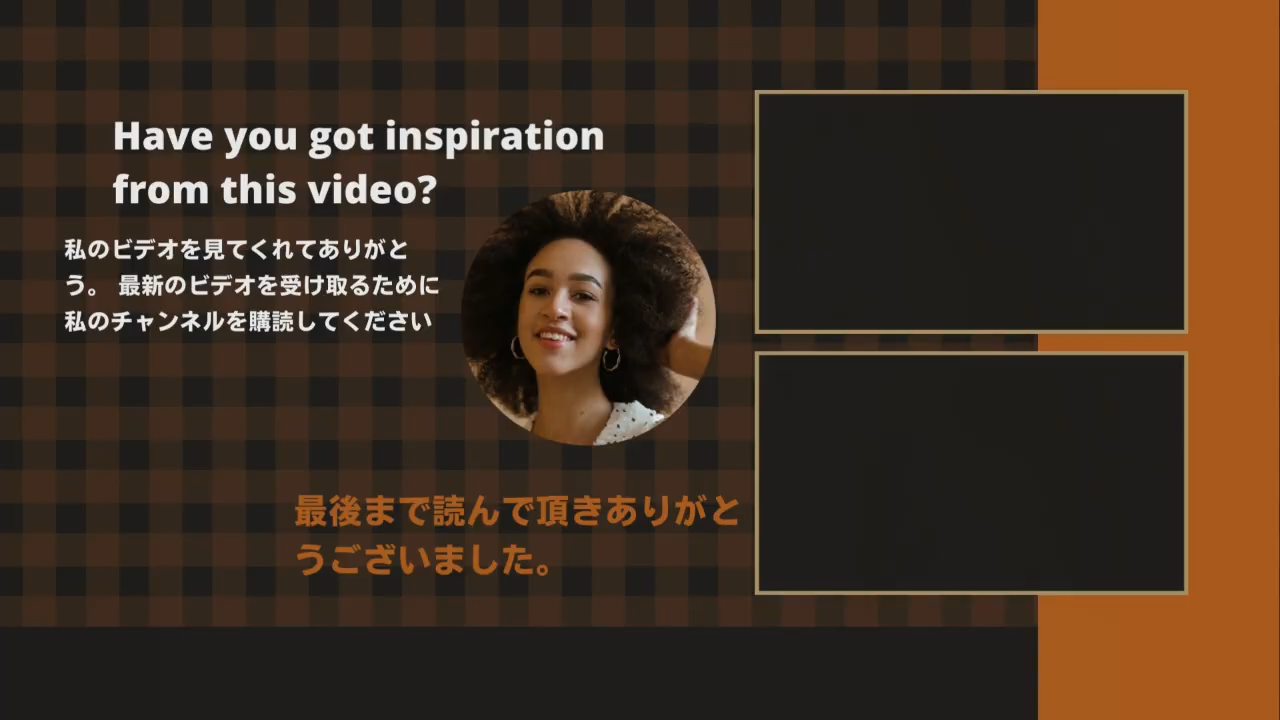 Have you got inspiration
from this video?
私のビデオを見てくれてありがと
う。 最新のビデオを受け取るために
私のチャンネルを購読してください
最後まで読んで頂きありがと
うございました。